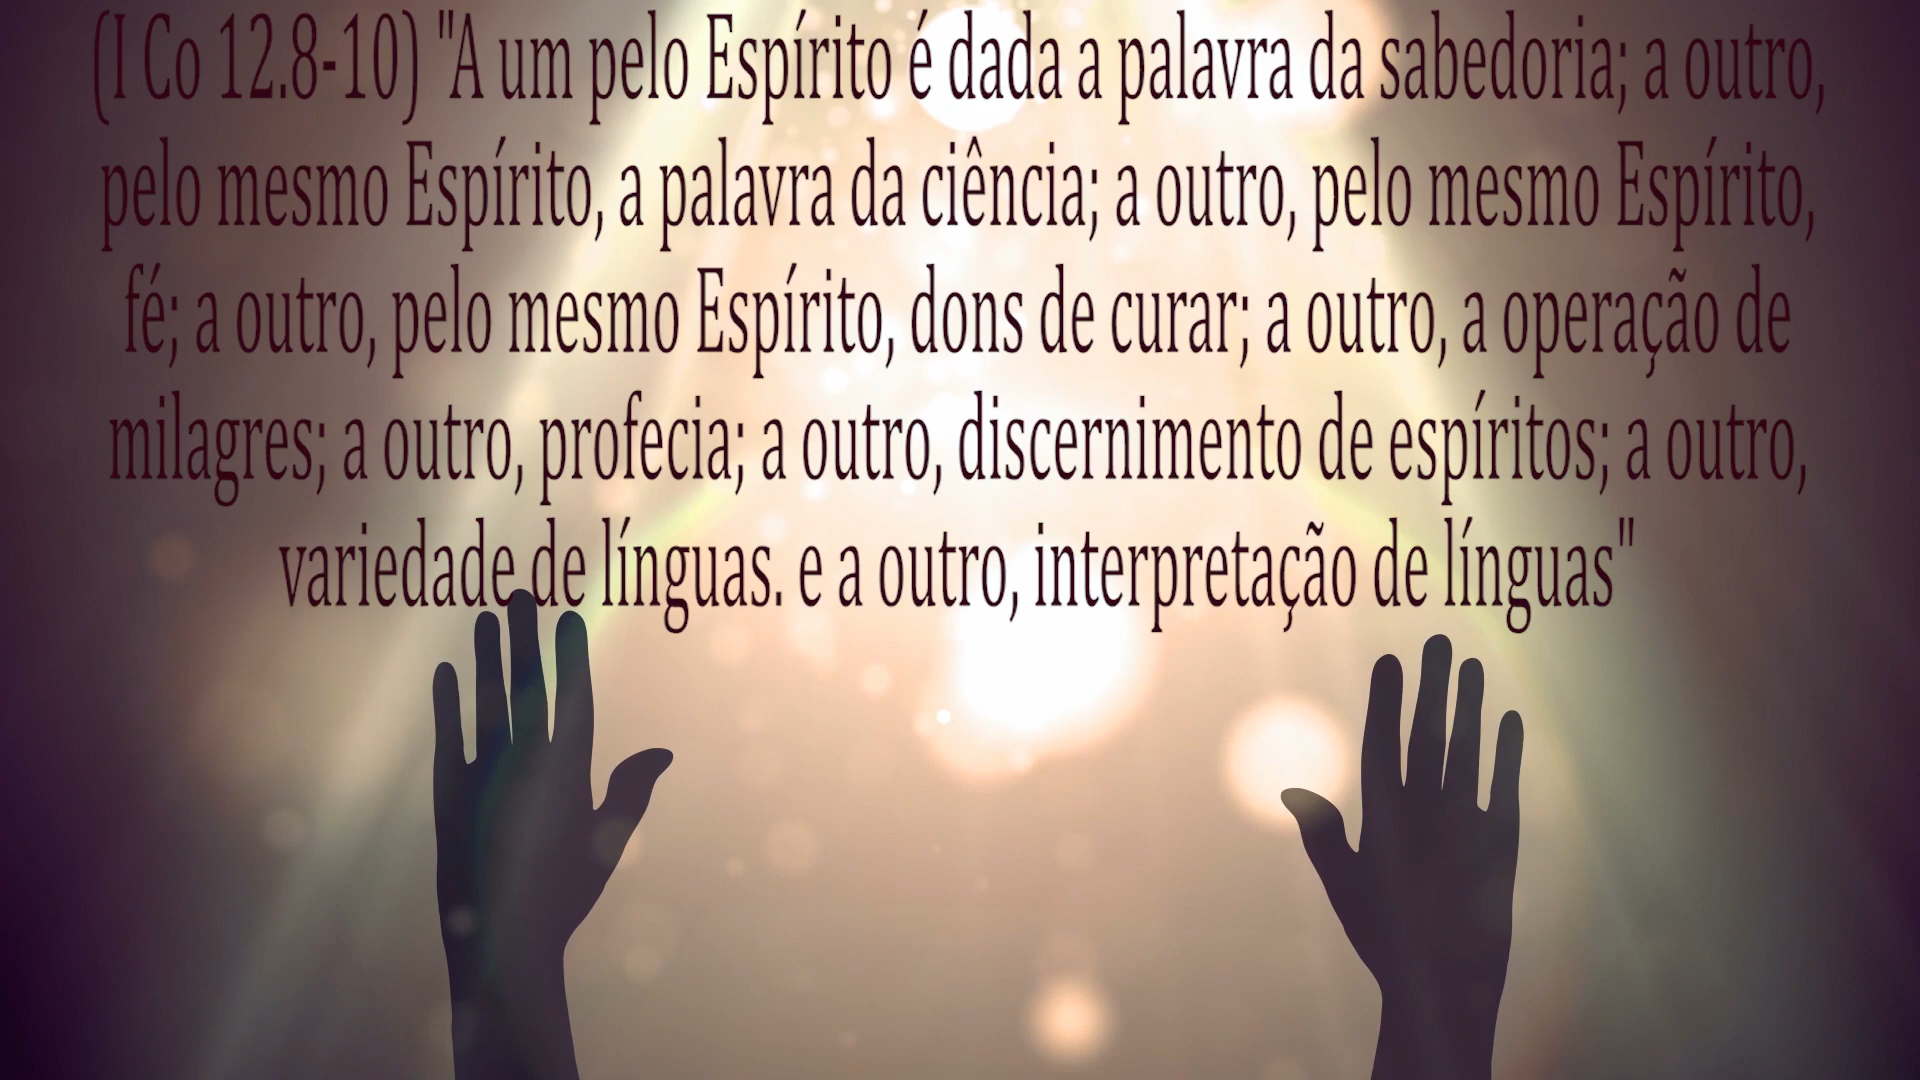 (I Co 12.8-10) "A um pelo Espírito é dada a palavra da sabedoria; a outro,
pelo mesmo Espírito, a palavra da ciência; a outro, pelo mesmo Espírito,
fé; a outro, pelo mesmo Espírito, dons de curar; a outro, a operação de
milagres; a outro, profecia; a outro, discernimento de espíritos; a outro,
variedade de línguas. e a outro, interpretação de línguas"